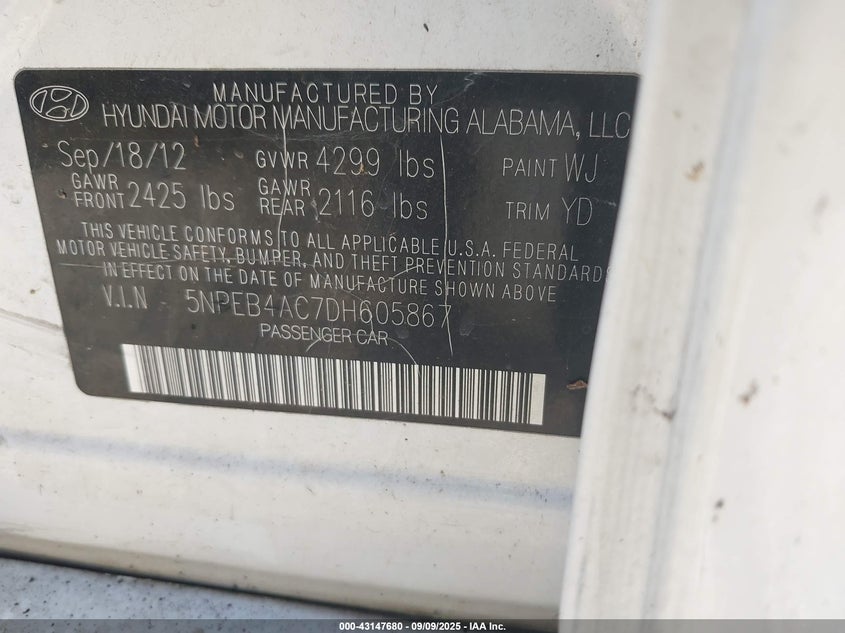 MANUFACTURED BY
HYUNDAI MOTOR MANUFACTURING ALABAMA, LLC
Sep/18/12 GVWR 4299 lbs PAINT WJ
GAWR FRONT 2425 lbs GAWR REAR 2116 lbs TRIM YD
THIS VEHICLE CONFORMS TO ALL APPLICABLE U.S.A. FEDERAL
MOTOR VEHICLE SAFETY, BUMPER, AND THEFT PREVENTION STANDARDS
IN EFFECT ON THE DATE OF MANUFACTURE SHOWN ABOVE
V.I.N - 5NPEB4AC7DH605867
PASSENGER CAR
000-43147680 - 09/09/2025 - IAA Inc.